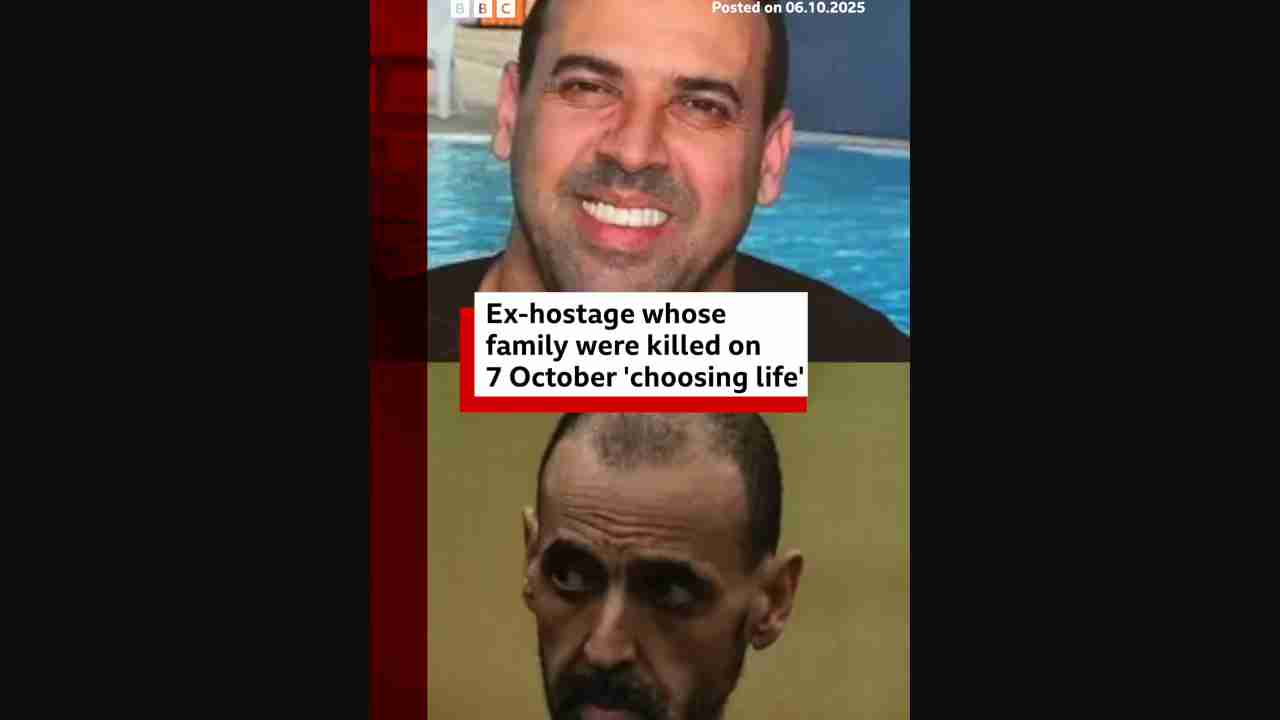 BBC
Posted on 06.10.2025
Ex-hostage whose
family were killed on
7 October 'choosing life'